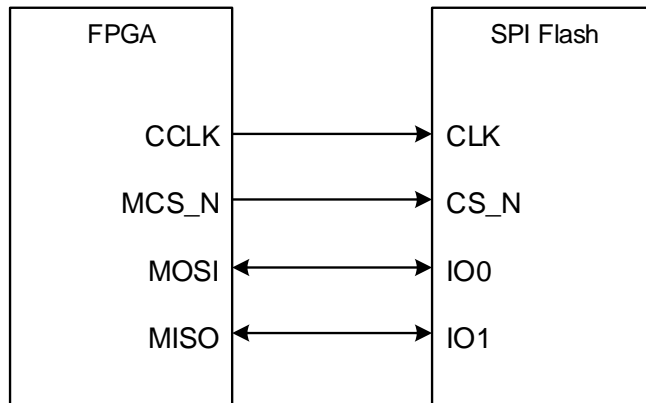 FPGA
SPI Flash
CCLK
CLK
MCS_N
CS_N
MOSI
IO0
MISO
IO1